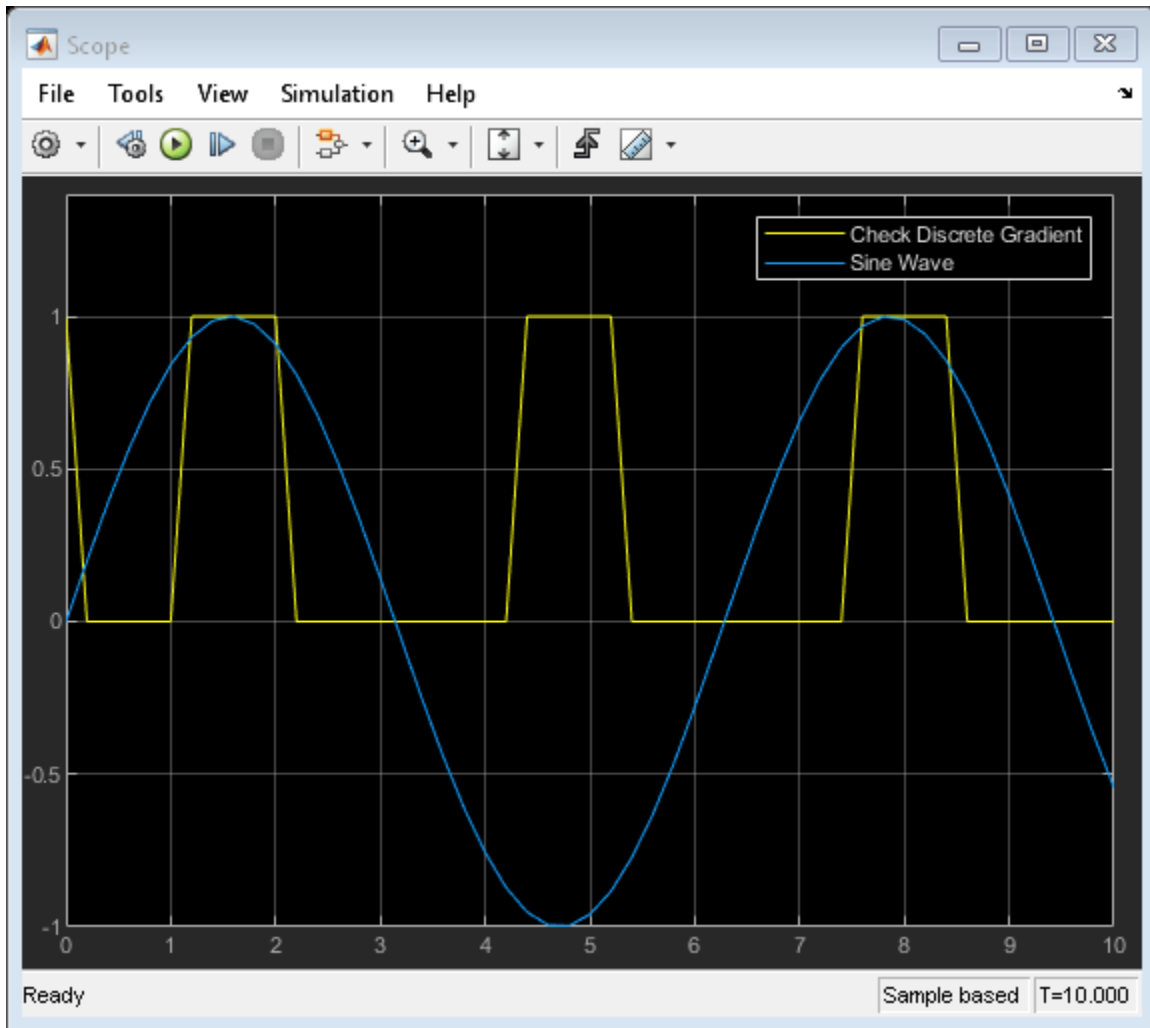 Scope
File Tools View Simulation Help
Check Discrete Gradient
Sine Wave
1
0.5
0
-0.5
-1
0 1 2 3 4 5 6 7 8 9 10
Ready Sample based T=10.000